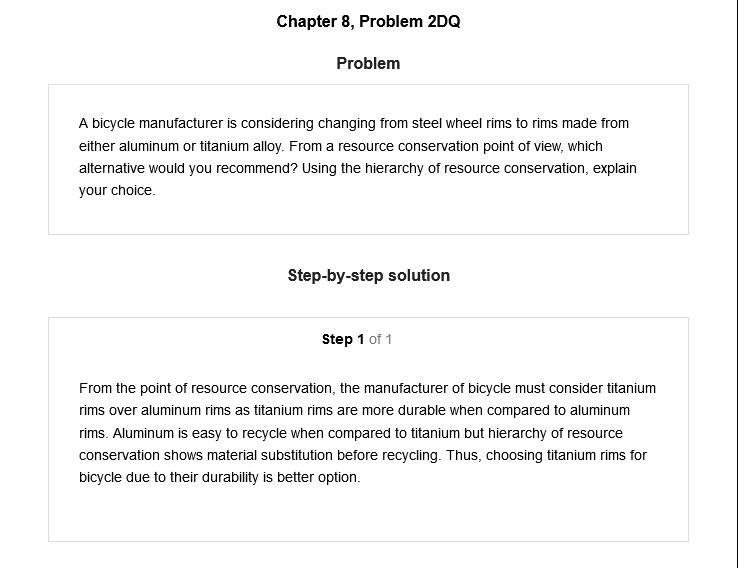 Chapter 8, Problem 2DQ
Problem
A bicycle manufacturer is considering changing from steel wheel rims to rims made from
either aluminum or titanium alloy. From a resource conservation point of view, which
alternative would you recommend? Using the hierarchy of resource conservation, explain
your choice.
Step-by-step solution
Step 1 of 1
From the point of resource conservation, the manufacturer of bicycle must consider titanium
rims over aluminum rims as titanium rims are more durable when compared to aluminum
rims. Aluminum is easy to recycle when compared to titanium but hierarchy of resource
conservation shows material substitution before recycling. Thus, choosing titanium rims for
bicycle due to their durability is better option.